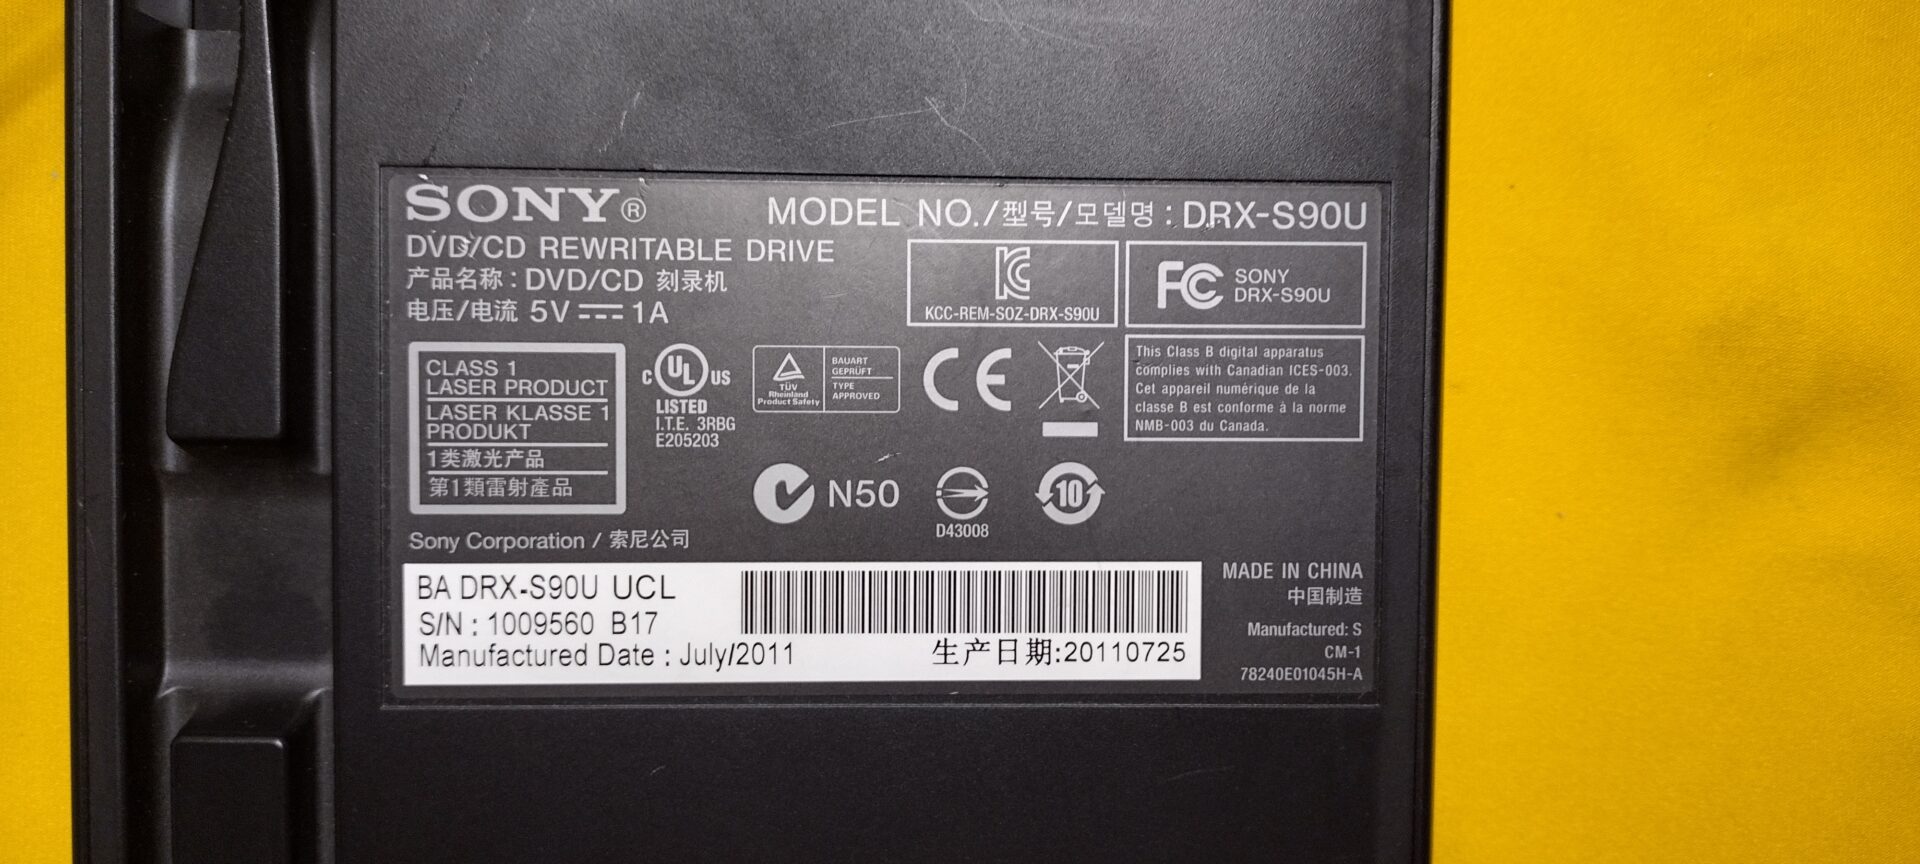 SONY®
MODEL NO./型号/모델명 : DRX-S90U
DVD/CD REWRITABLE DRIVE
产品名称 : DVD/CD 刻录机
电压/电流 5V ⎓ 1A
KCC-REM-SOZ-DRX-S90U
FC SONY
DRX-S90U
CLASS 1
LASER PRODUCT
LASER KLASSE 1
PRODUKT
1类激光产品
第1類雷射產品
C UL US
LISTED
I.T.E. 3RBG
E205203
TÜV
Rheinland
Product Safety
BAUART
GEPRÜFT
TYPE
APPROVED
CE
This Class B digital apparatus
complies with Canadian ICES-003.
Cet appareil numérique de la
classe B est conforme à la norme
NMB-003 du Canada.
N50
D43008
10
Sony Corporation / 索尼公司
BA DRX-S90U UCL
S/N : 1009560 B17
Manufactured Date : July/2011
生产日期:20110725
MADE IN CHINA
中国制造
Manufactured: S
CM-1
78240E01045H-A